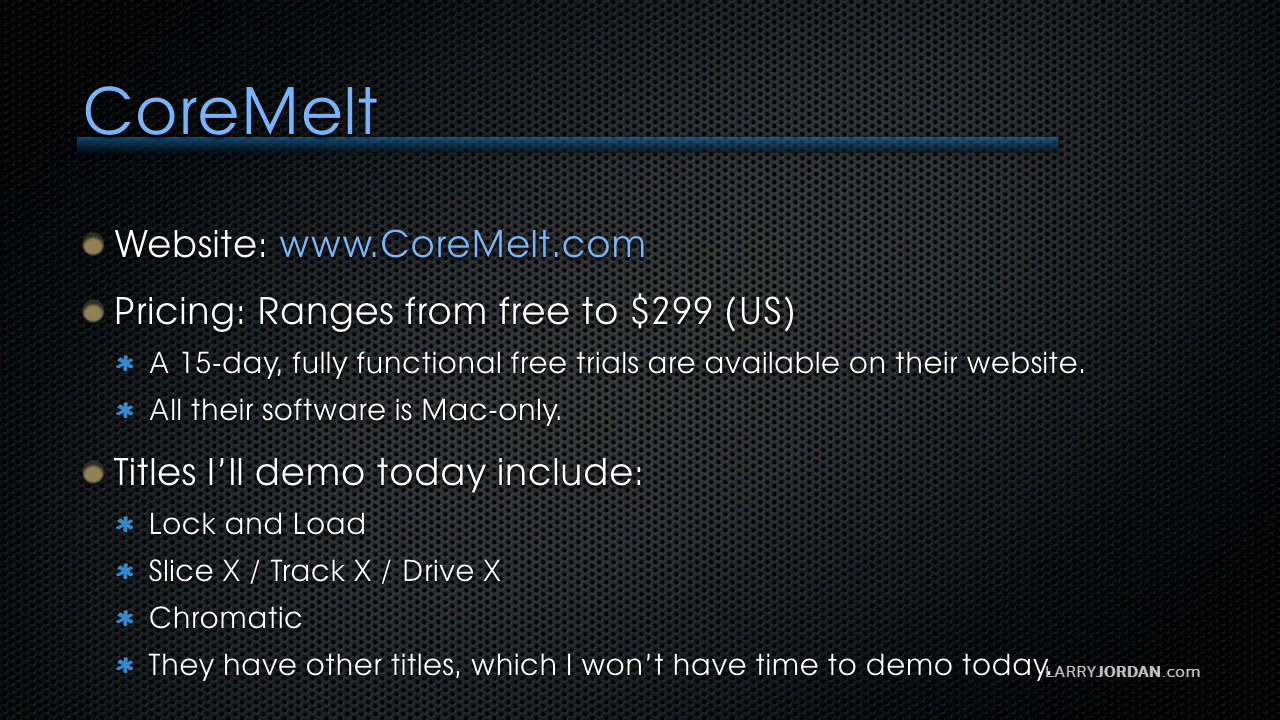 CoreMelt
Website: www.CoreMelt.com
Pricing: Ranges from free to $299 (US)
A 15-day, fully functional free trials are available on their website.
All their software is Mac-only.
Titles I’ll demo today include:
Lock and Load
Slice X / Track X / Drive X
Chromatic
They have other titles, which I won’t have time to demo today.
LARRYJORDAN.com